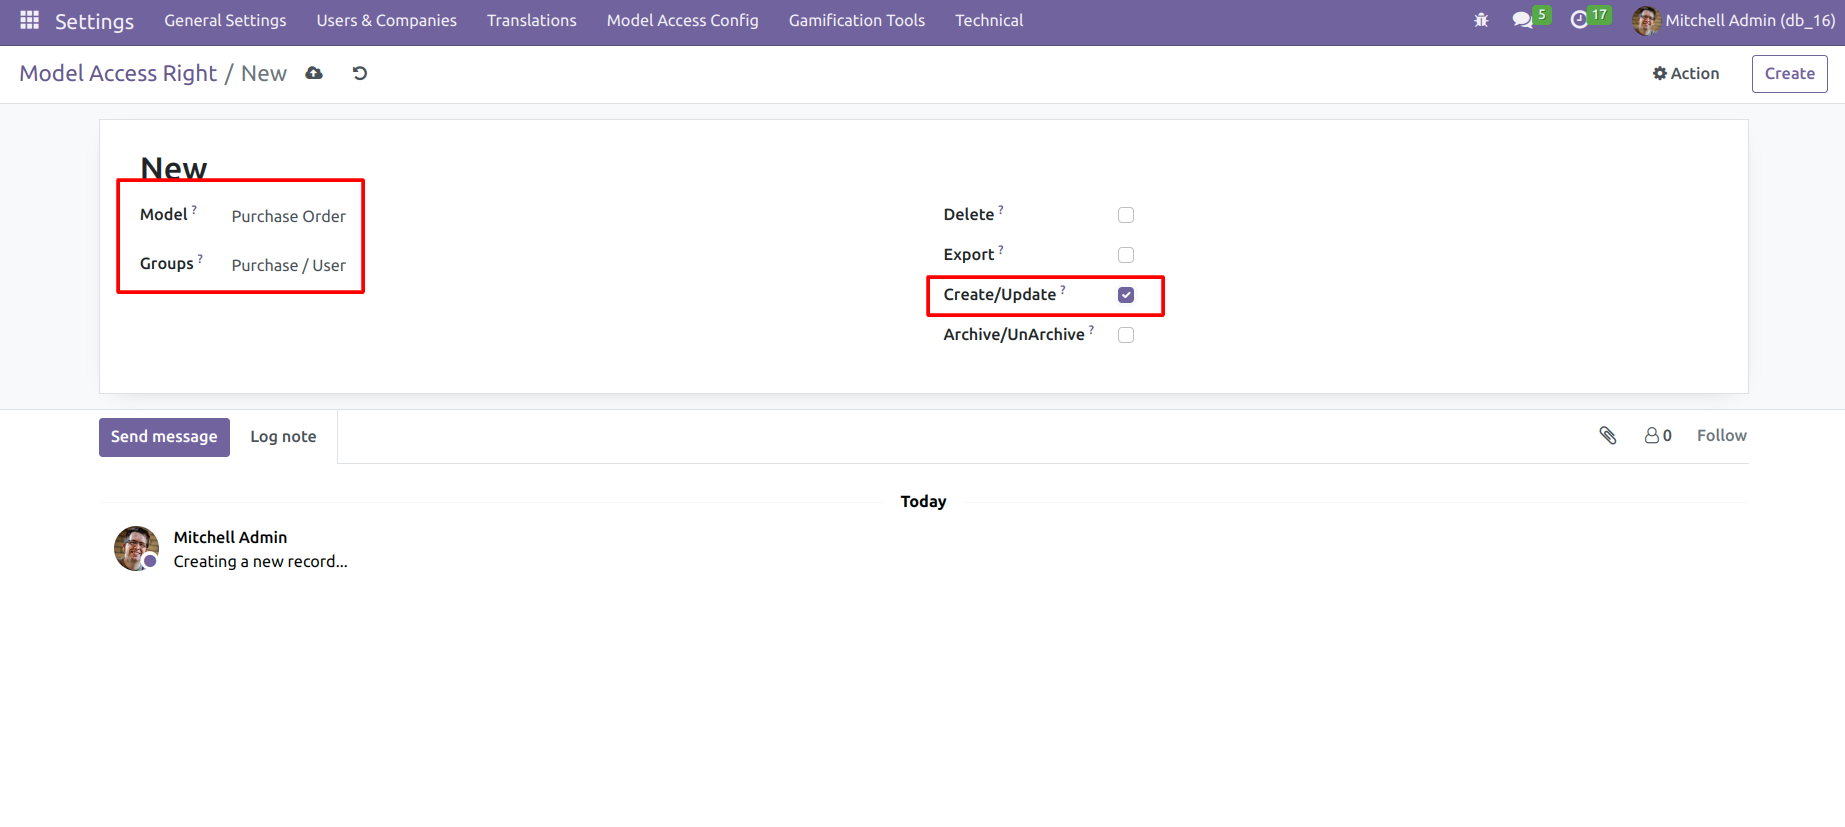 Settings General Settings Users & Companies Translations Model Access Config Gamification Tools Technical 5 17 Mitchell Admin (db_16)
Model Access Right / New Action Create
New
Model ? Purchase Order
Groups ? Purchase / User
Delete ?
Export ?
Create/Update ?
Archive/UnArchive ?
Send message Log note 0 Follow
Today
Mitchell Admin
Creating a new record...